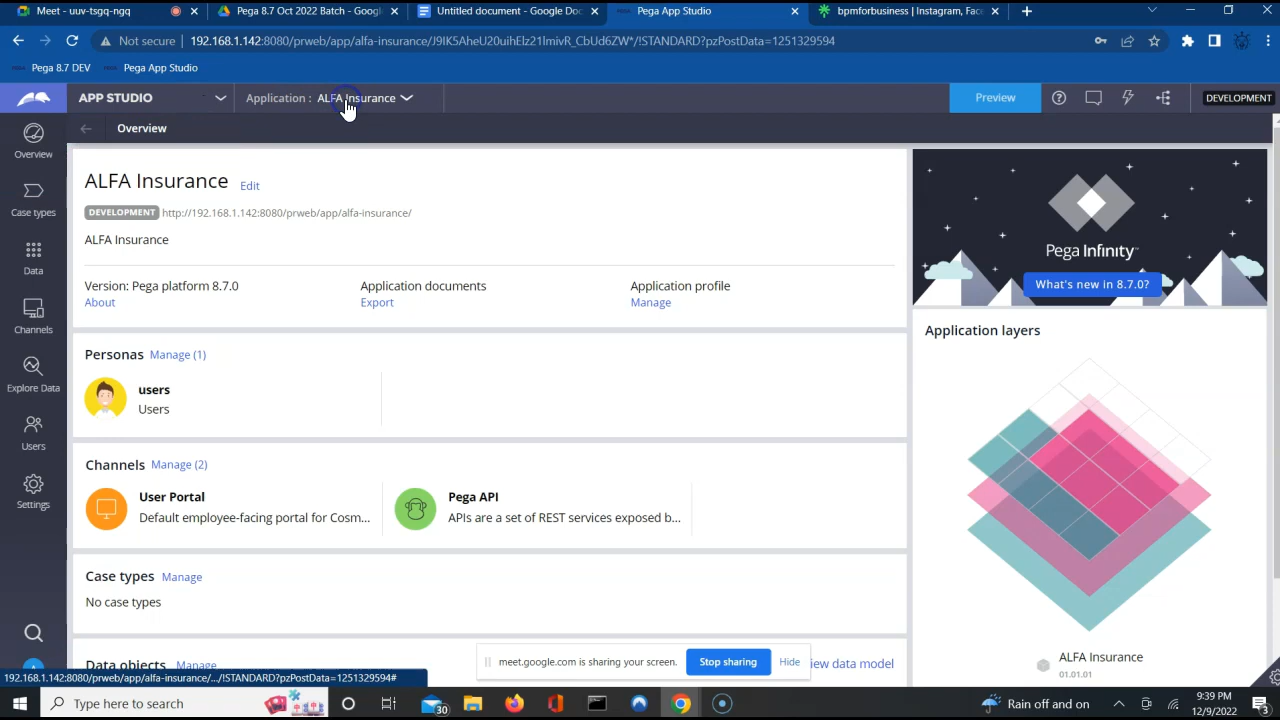 Meet - uuv-tsgq-ngq
Pega 8.7 Oct 2022 Batch - Googl
Untitled document - Google Doc
Pega App Studio
bpmforbusiness | Instagram, Face
Not secure
192.168.1.142:8080/prweb/app/alfa-insurance/J9IK5AheU20uihElz21ImivR_CbUd6ZW*/!STANDARD?pzPostData=1251329594
Pega 8.7 DEV
Pega App Studio
APP STUDIO
Application : ALFA Insurance
Preview
DEVELOPMENT
Overview
Overview
Case types
Data
Channels
Explore Data
Users
Settings
ALFA Insurance Edit
DEVELOPMENT http://192.168.1.142:8080/prweb/app/alfa-insurance/
ALFA Insurance
Version: Pega platform 8.7.0
About
Application documents
Export
Application profile
Manage
Personas Manage (1)
users
Users
Channels Manage (2)
User Portal
Default employee-facing portal for Cosm...
Pega API
APIs are a set of REST services exposed b...
Case types Manage
No case types
Data objects Manage
iew data model
Pega Infinity™
What's new in 8.7.0?
Application layers
ALFA Insurance
01.01.01
meet.google.com is sharing your screen.
Stop sharing
Hide
192.168.1.142:8080/prweb/app/alfa-insurance/.../!STANDARD?pzPostData=1251329594#
Type here to search
30
Rain off and on
9:39 PM
12/9/2022
3